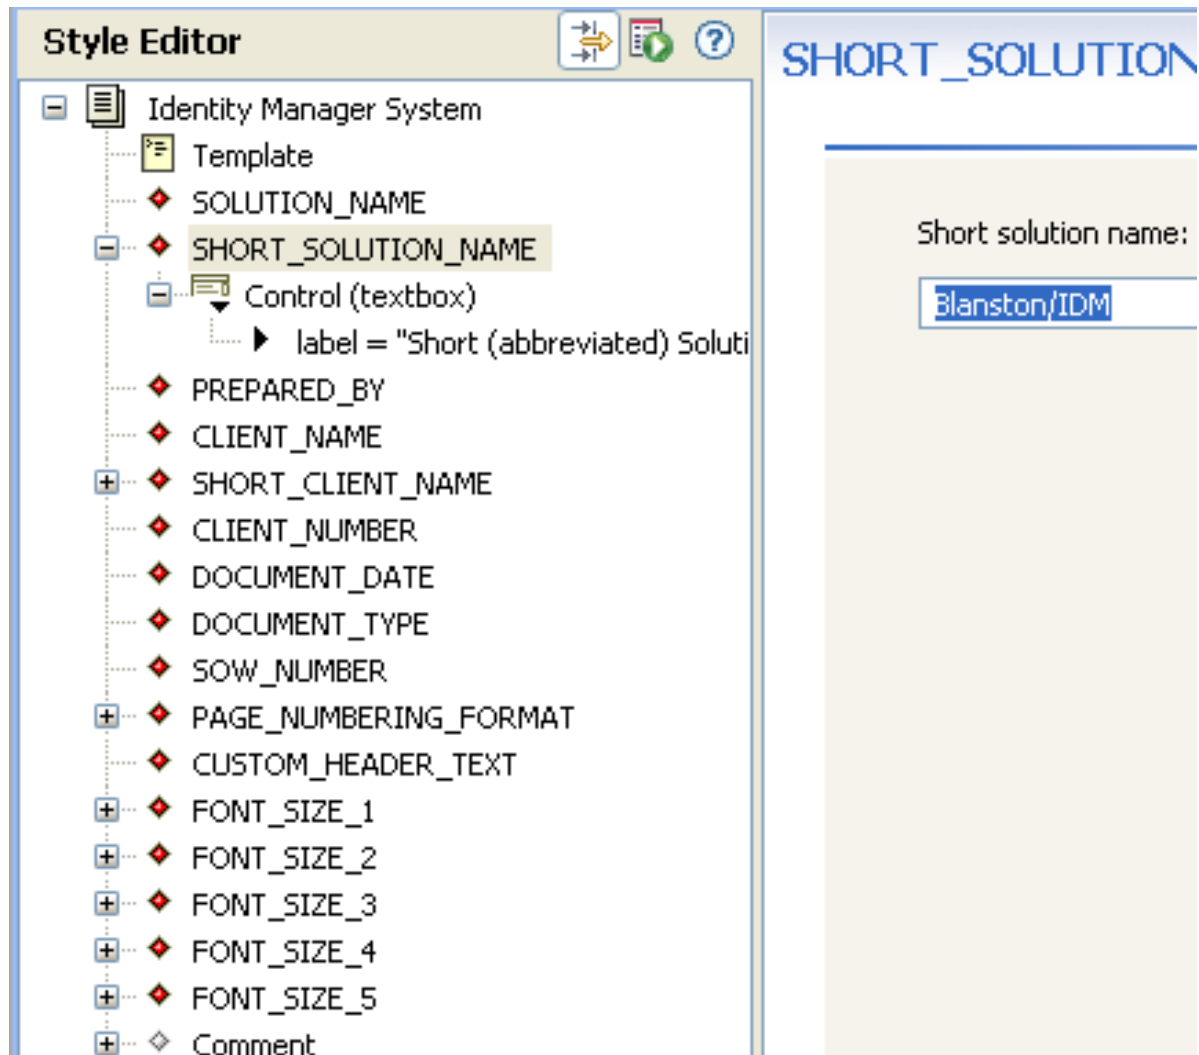 Style Editor
Identity Manager System
Template
SOLUTION_NAME
SHORT_SOLUTION_NAME
Control (textbox)
label = "Short (abbreviated) Soluti
PREPARED_BY
CLIENT_NAME
SHORT_CLIENT_NAME
CLIENT_NUMBER
DOCUMENT_DATE
DOCUMENT_TYPE
SOW_NUMBER
PAGE_NUMBERING_FORMAT
CUSTOM_HEADER_TEXT
FONT_SIZE_1
FONT_SIZE_2
FONT_SIZE_3
FONT_SIZE_4
FONT_SIZE_5
Comment
SHORT_SOLUTION
Short solution name:
Blanston/IDM